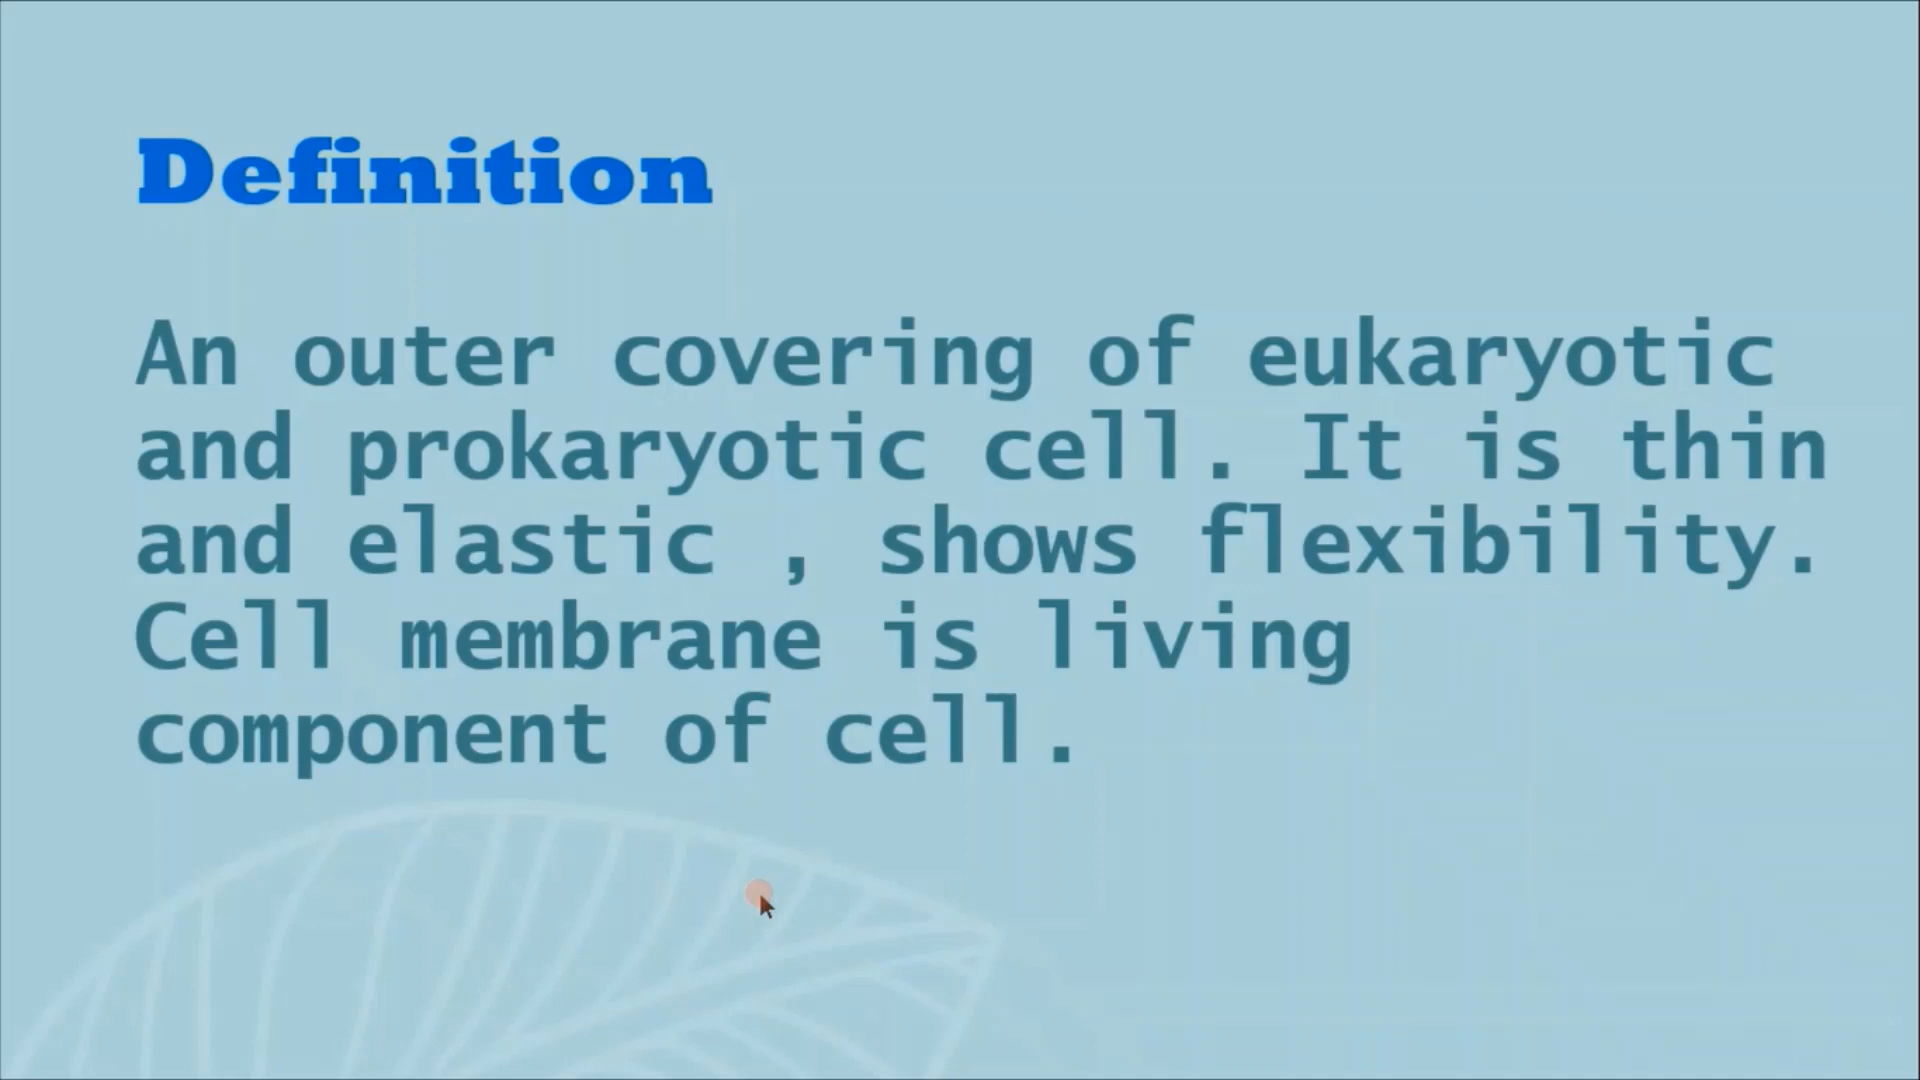 Definition
An outer covering of eukaryotic
and prokaryotic cell. It is thin
and elastic , shows flexibility.
Cell membrane is living
component of cell.